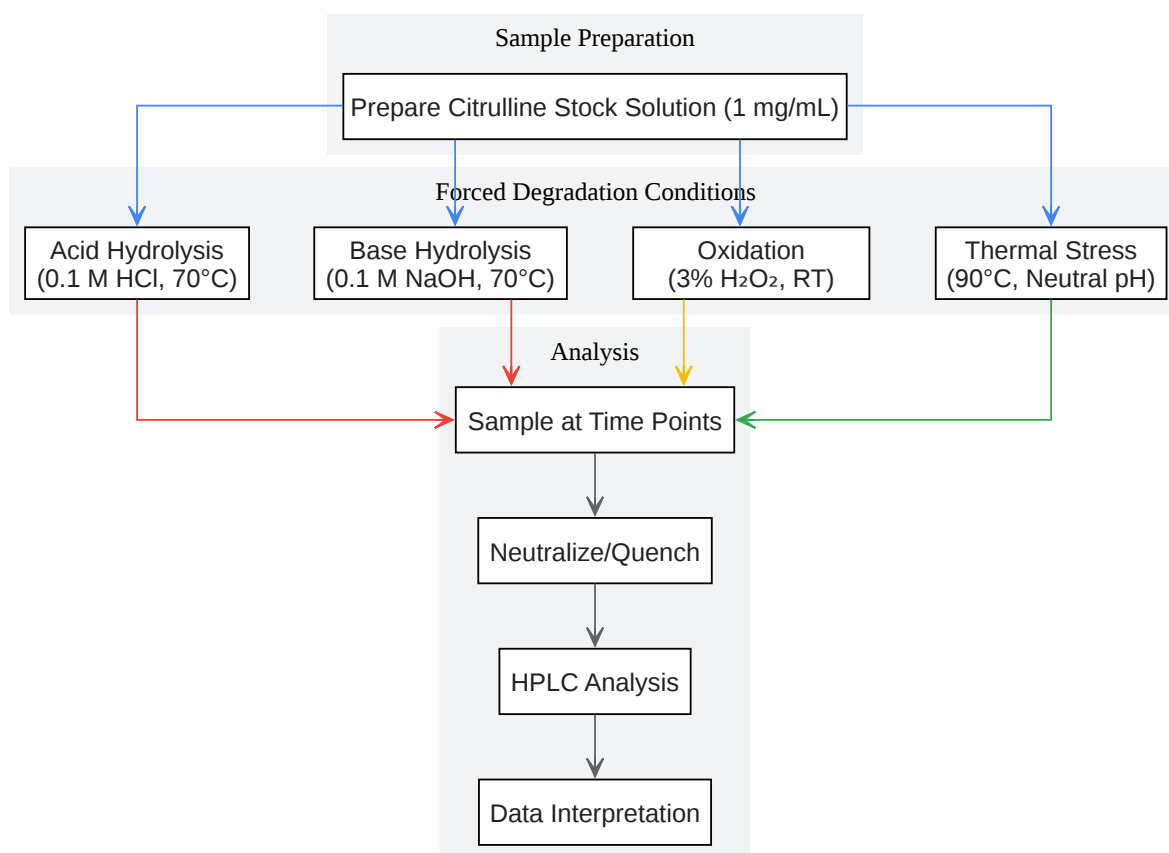 Sample Preparation
Prepare Citrulline Stock Solution (1 mg/mL)
Forced Degradation Conditions
Acid Hydrolysis
(0.1 M HCl, 70°C)
Base Hydrolysis
(0.1 M NaOH, 70°C)
Oxidation
(3% H₂O₂, RT)
Thermal Stress
(90°C, Neutral pH)
Analysis
Sample at Time Points
Neutralize/Quench
HPLC Analysis
Data Interpretation